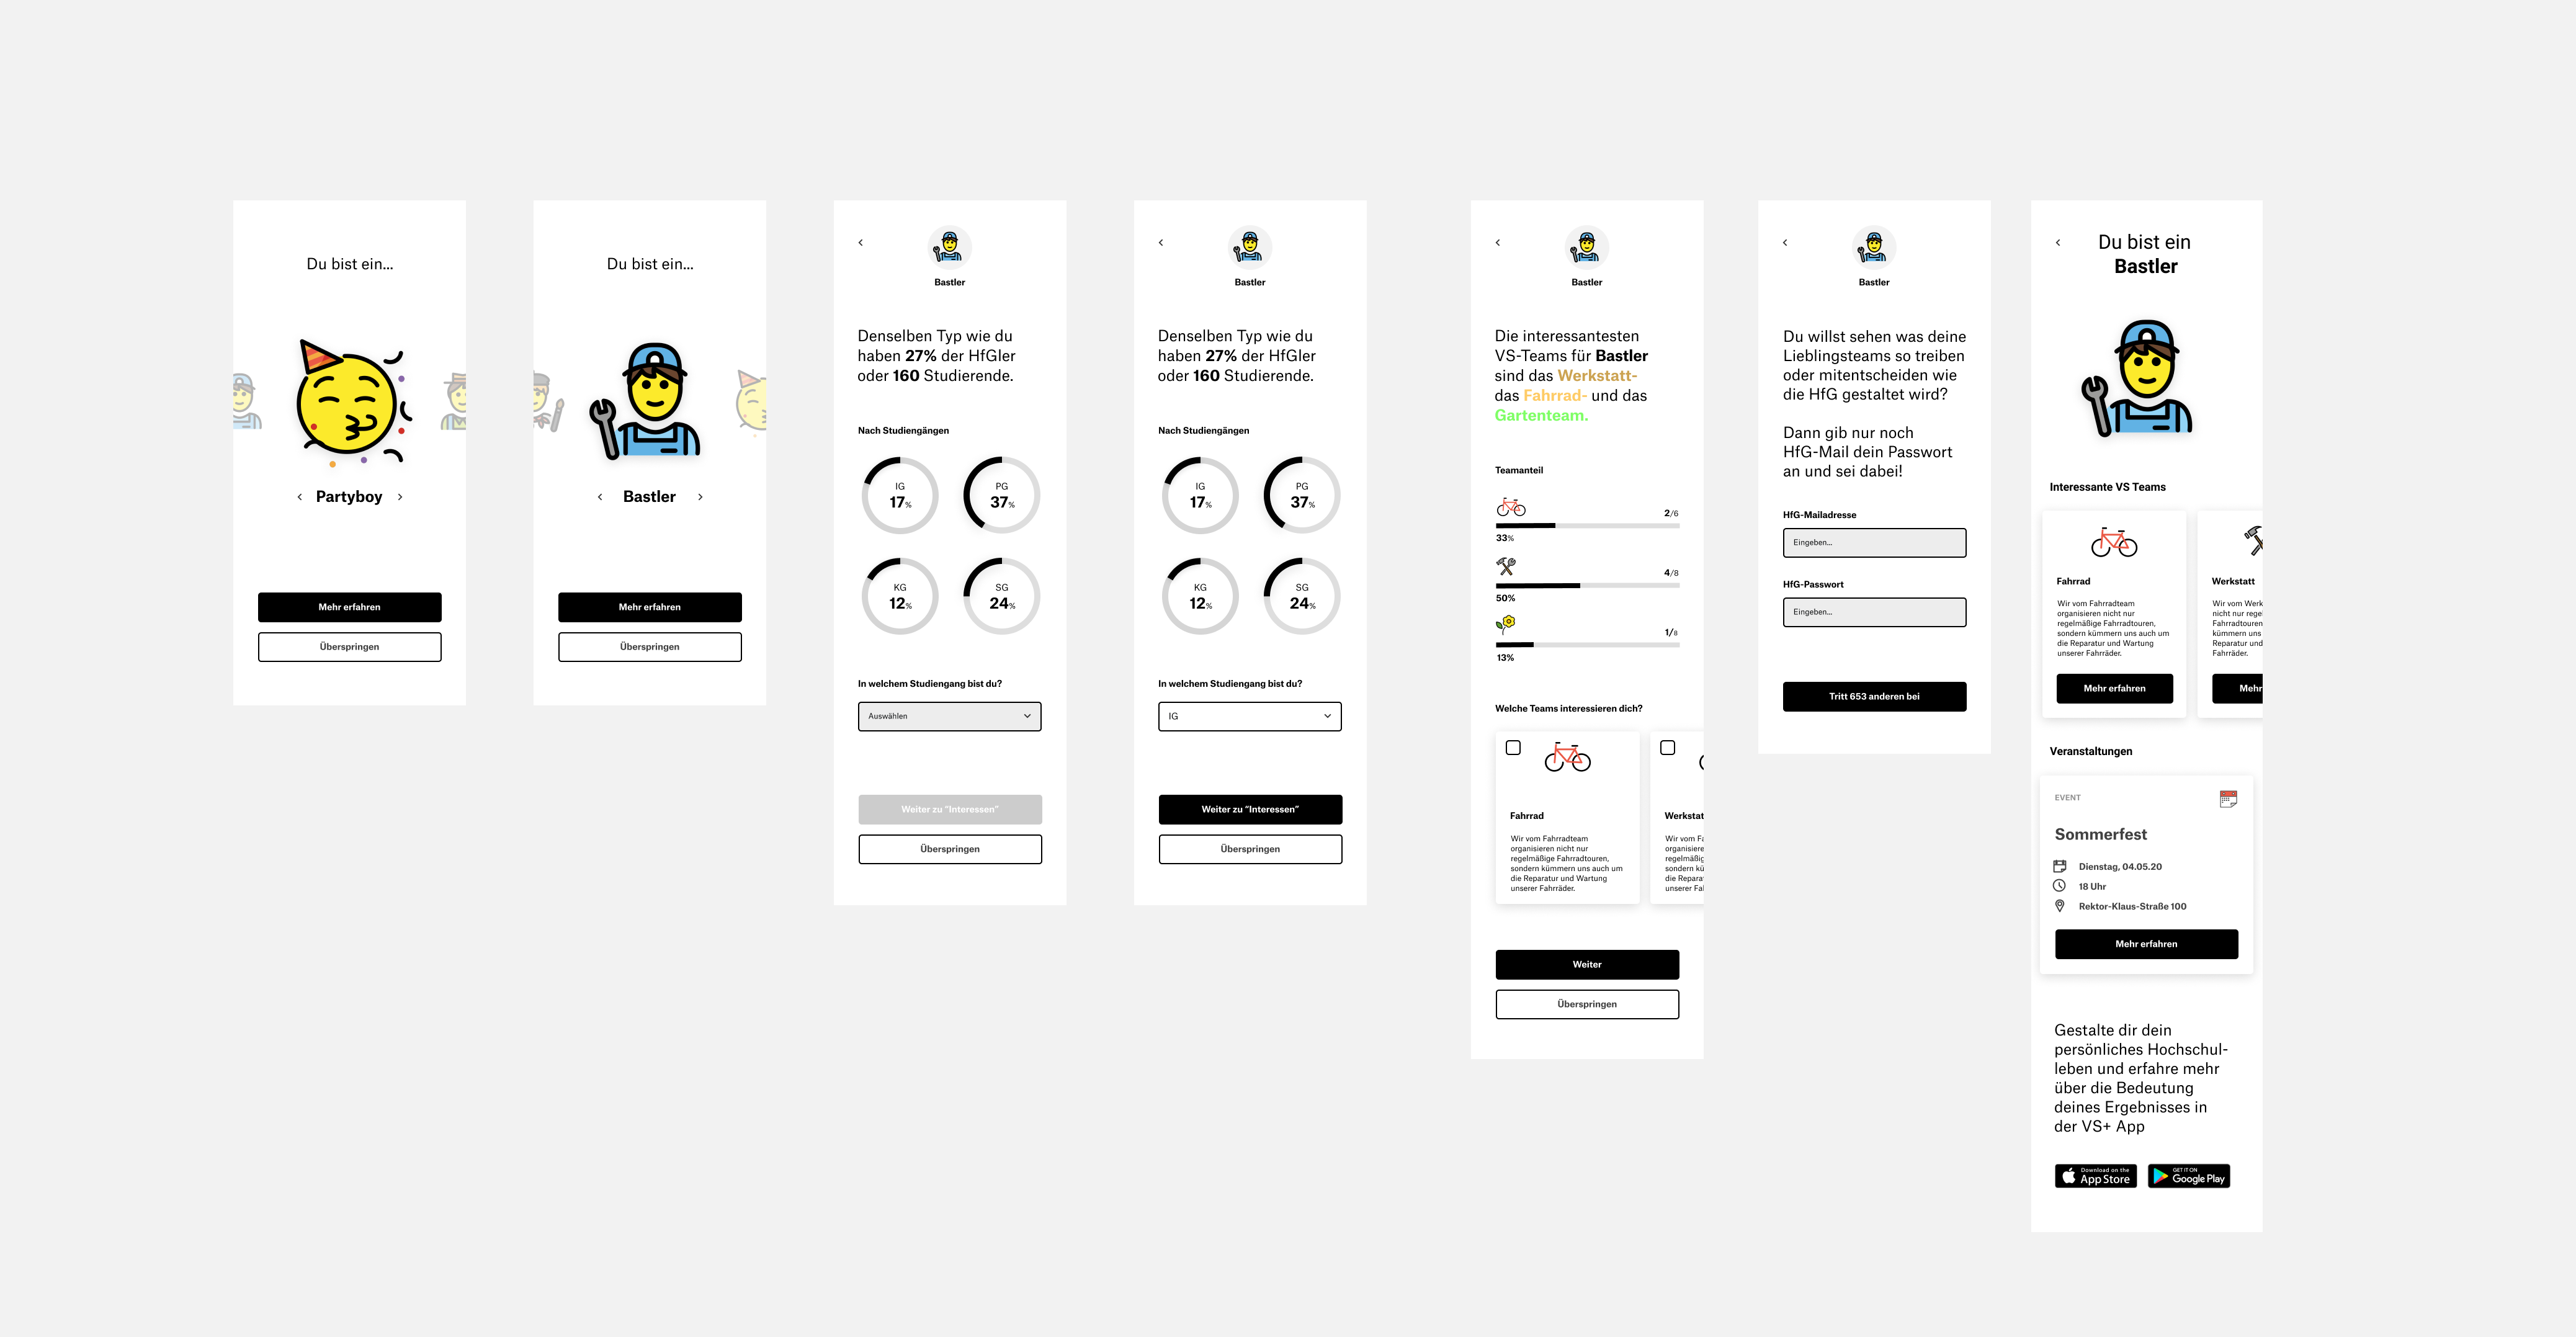 Du bist ein...
Partyboy
Mehr erfahren
Überspringen
Du bist ein...
Bastler
Mehr erfahren
Überspringen
Bastler
Denselben Typ wie du
haben 27% der HfGler
oder 160 Studierende.
Nach Studiengängen
IG
17%
PG
37%
KG
12%
SG
24%
In welchem Studiengang bist du?
Auswählen
Weiter zu “Interessen”
Überspringen
Bastler
Denselben Typ wie du
haben 27% der HfGler
oder 160 Studierende.
Nach Studiengängen
IG
17%
PG
37%
KG
12%
SG
24%
In welchem Studiengang bist du?
IG
Weiter zu “Interessen”
Überspringen
Bastler
Die interessantesten
VS-Teams für Bastler
sind das Werkstatt-
das Fahrrad- und das
Gartenteam.
Teamanteil
2/6
33%
4/8
50%
1/8
13%
Welche Teams interessieren dich?
Fahrrad
Wir vom Fahrradteam
organisieren nicht nur
regelmäßige Fahrradtouren,
sondern kümmern uns auch um
die Reparatur und Wartung
unserer Fahrräder.
Werkstat
Wir vom Fa
organisiere
regelmäßig
sondern kü
die Repara
unserer Fa
Weiter
Überspringen
Bastler
Du willst sehen was deine
Lieblingsteams so treiben
oder mitentscheiden wie
die HfG gestaltet wird?
Dann gib nur noch
HfG-Mail dein Passwort
an und sei dabei!
HfG-Mailadresse
Eingeben...
HfG-Passwort
Eingeben...
Tritt 653 anderen bei
Du bist ein
Bastler
Interessante VS Teams
Fahrrad
Wir vom Fahrradteam
organisieren nicht nur
regelmäßige Fahrradtouren,
sondern kümmern uns auch um
die Reparatur und Wartung
unserer Fahrräder.
Mehr erfahren
Werkstatt
Wir vom Werk
nicht nur rege
Fahrradtouren
kümmern uns
Reparatur und
Fahrräder.
Mehr
Veranstaltungen
EVENT
Sommerfest
Dienstag, 04.05.20
18 Uhr
Rektor-Klaus-Straße 100
Mehr erfahren
Gestalte dir dein
persönliches Hochschul-
leben und erfahre mehr
über die Bedeutung
deines Ergebnisses in
der VS+ App
Download on the
App Store
GET IT ON
Google Play